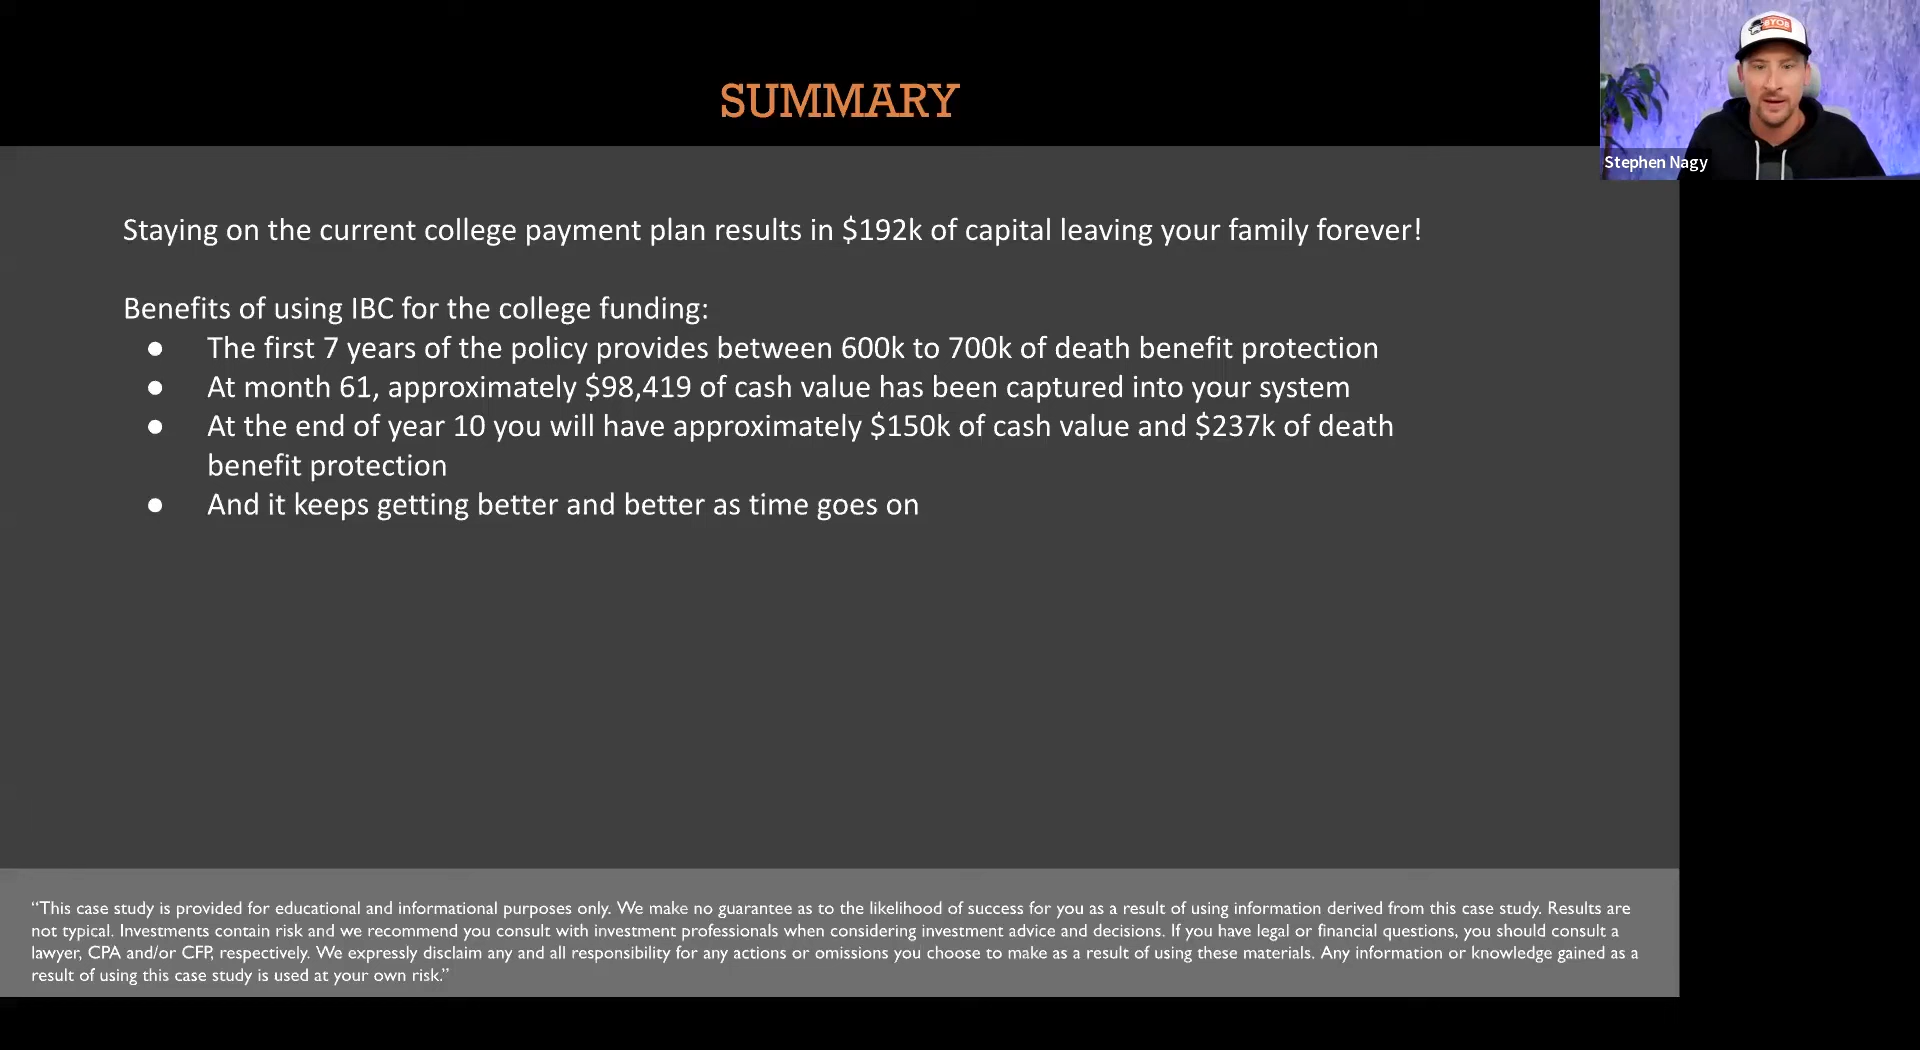 SUMMARY
BYOB
Stephen Nagy
Staying on the current college payment plan results in $192k of capital leaving your family forever!
Benefits of using IBC for the college funding:
● The first 7 years of the policy provides between 600k to 700k of death benefit protection
● At month 61, approximately $98,419 of cash value has been captured into your system
● At the end of year 10 you will have approximately $150k of cash value and $237k of death
benefit protection
● And it keeps getting better and better as time goes on
“This case study is provided for educational and informational purposes only. We make no guarantee as to the likelihood of success for you as a result of using information derived from this case study. Results are
not typical. Investments contain risk and we recommend you consult with investment professionals when considering investment advice and decisions. If you have legal or financial questions, you should consult a
lawyer, CPA and/or CFP, respectively. We expressly disclaim any and all responsibility for any actions or omissions you choose to make as a result of using these materials. Any information or knowledge gained as a
result of using this case study is used at your own risk.”